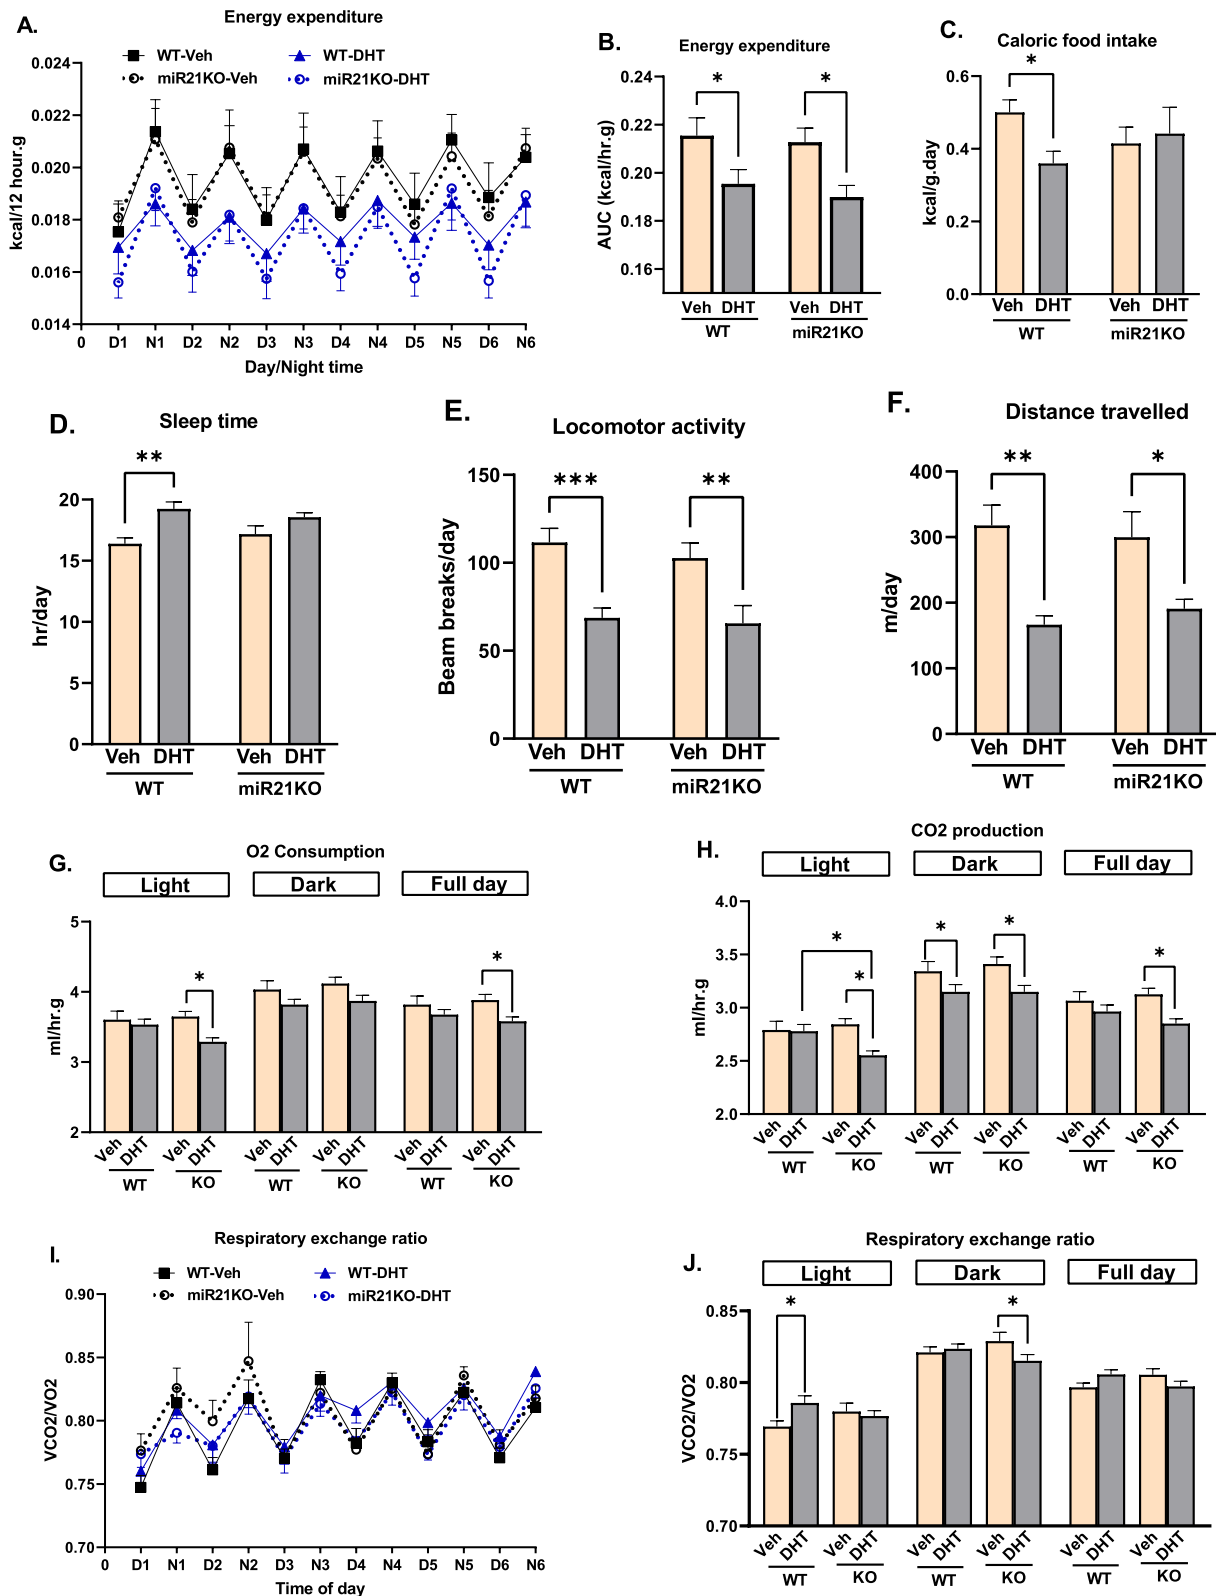 A.
Energy expenditure
WT-Veh
WT-DHT
miR21KO-Veh
miR21KO-DHT
kcal/12 hour.g
0.024
0.022
0.020
0.018
0.016
0.014
0 D1 N1 D2 N2 D3 N3 D4 N4 D5 N5 D6 N6
Day/Night time
B.
Energy expenditure
AUC (kcal/hr.g)
0.24
0.22
0.20
0.18
0.16
* *
Veh DHT Veh DHT
WT miR21KO
C.
Caloric food intake
kcal/g.day
0.6
0.4
0.2
0.0
*
Veh DHT Veh DHT
WT miR21KO
D.
Sleep time
hr/day
20
15
10
5
0
**
Veh DHT Veh DHT
WT miR21KO
E.
Locomotor activity
Beam breaks/day
150
100
50
0
*** **
Veh DHT Veh DHT
WT miR21KO
F.
Distance travelled
m/day
400
300
200
100
0
** *
Veh DHT Veh DHT
WT miR21KO
G.
O2 Consumption
Light Dark Full day
ml/hr.g
5
4
3
2
* *
Veh DHT Veh DHT Veh DHT Veh DHT Veh DHT Veh DHT
WT KO WT KO WT KO
H.
CO2 production
Light Dark Full day
ml/hr.g
4.0
3.5
3.0
2.5
2.0
* * * * *
Veh DHT Veh DHT Veh DHT Veh DHT Veh DHT Veh DHT
WT KO WT KO WT KO
I.
Respiratory exchange ratio
WT-Veh
WT-DHT
miR21KO-Veh
miR21KO-DHT
VCO2/VO2
0.90
0.85
0.80
0.75
0.70
0 D1 N1 D2 N2 D3 N3 D4 N4 D5 N5 D6 N6
Time of day
J.
Respiratory exchange ratio
Light Dark Full day
VCO2/VO2
0.85
0.80
0.75
0.70
* *
Veh DHT Veh DHT Veh DHT Veh DHT Veh DHT Veh DHT
WT KO WT KO WT KO